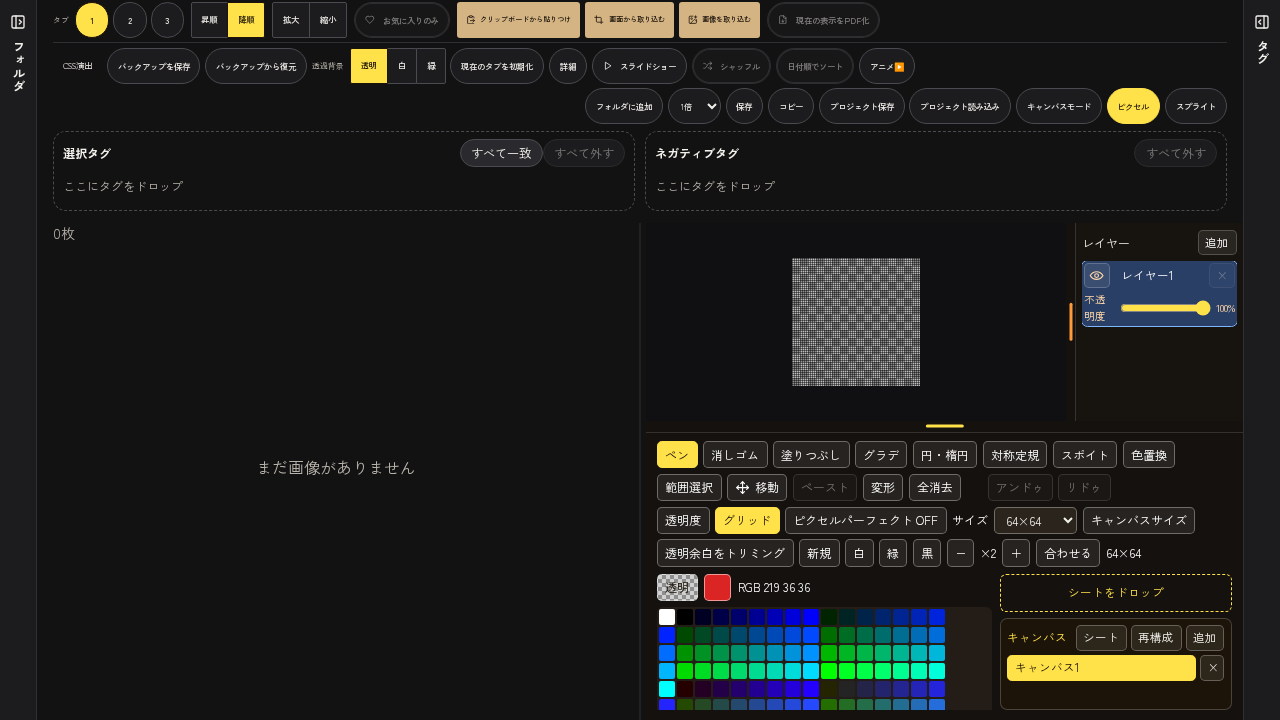 フォルダ
タブ 1 2 3 昇順 降順 拡大 縮小 お気に入りのみ クリップボードから貼りつけ 画面から取り込む 画像を取り込む 現在の表示をPDF化
タグ
CSS演出 バックアップを保存 バックアップから復元 透過背景 透明 白 緑 現在のタブを初期化 詳細 スライドショー シャッフル 日付順でソート アニメ▶️
フォルダに追加 1倍 保存 コピー プロジェクト保存 プロジェクト読み込み キャンバスモード ピクセル スプライト
選択タグ すべて一致 すべて外す
ここにタグをドロップ
ネガティブタグ すべて外す
ここにタグをドロップ
0枚
まだ画像がありません
レイヤー 追加
レイヤー1 ×
不透明度 100%
ペン 消しゴム 塗りつぶし グラデ 円・楕円 対称定規 スポイト 色置換
範囲選択 移動 ペースト 変形 全消去 アンドゥ リドゥ
透明度 グリッド ピクセルパーフェクト OFF サイズ 64×64 キャンバスサイズ
透明余白をトリミング 新規 白 緑 黒 − ×2 + 合わせる 64×64
透明 RGB 219 36 36
シートをドロップ
キャンバス シート 再構成 追加
キャンバス1 ×